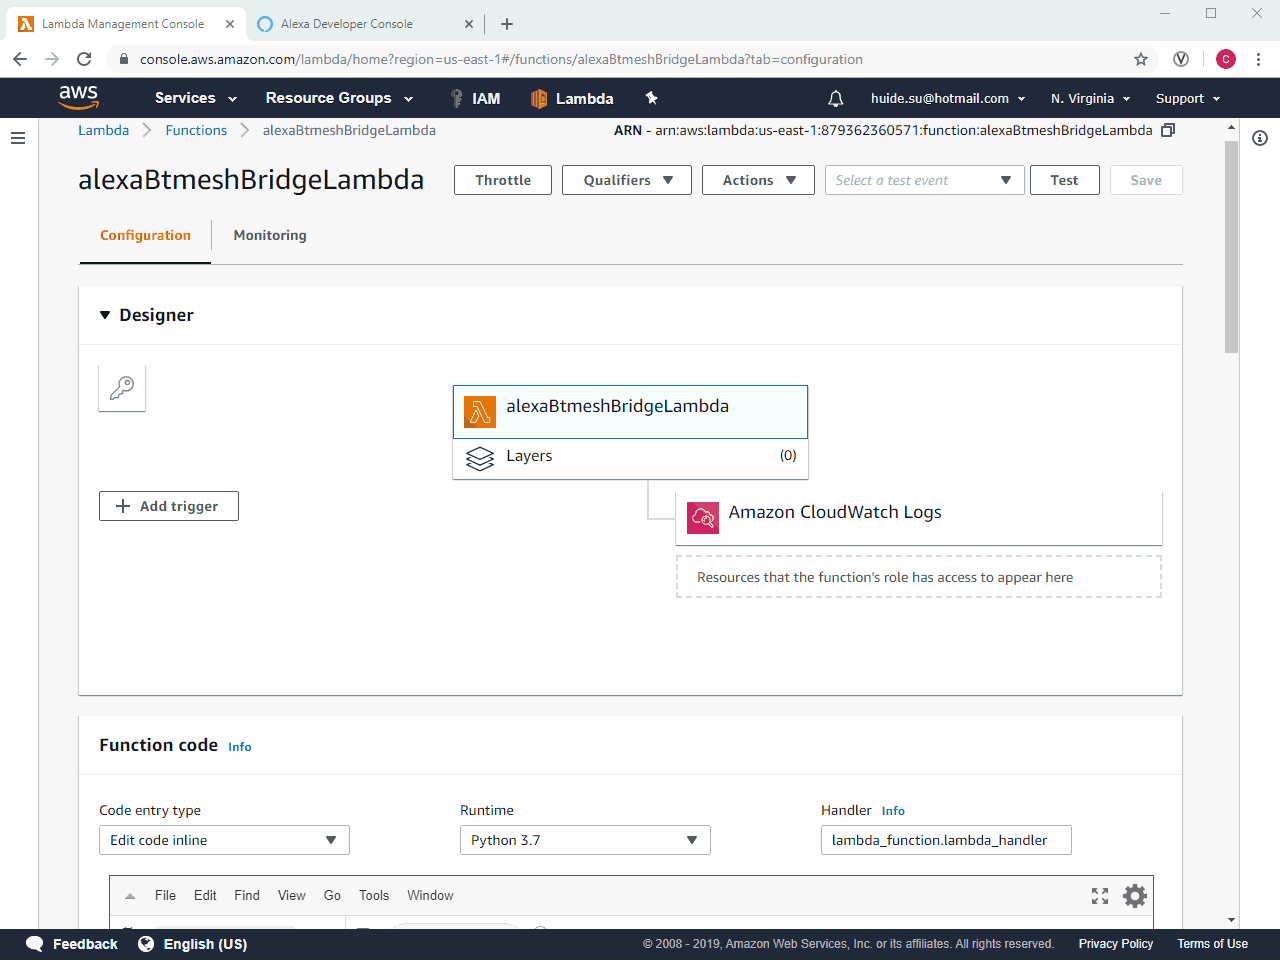 Lambda Management Console
Alexa Developer Console
console.aws.amazon.com/lambda/home?region=us-east-1#/functions/alexaBtmeshBridgeLambda?tab=configuration
C
aws Services Resource Groups IAM Lambda huide.su@hotmail.com N. Virginia Support
Lambda Functions alexaBtmeshBridgeLambda ARN - arn:aws:lambda:us-east-1:879362360571:function:alexaBtmeshBridgeLambda
alexaBtmeshBridgeLambda Throttle Qualifiers Actions Select a test event Test Save
Configuration Monitoring
Designer
alexaBtmeshBridgeLambda
Layers (0)
Add trigger
Amazon CloudWatch Logs
Resources that the function's role has access to appear here
Function code Info
Code entry type Runtime Handler Info
Edit code inline Python 3.7 lambda_function.lambda_handler
File Edit Find View Go Tools Window
Feedback English (US) © 2008 - 2019, Amazon Web Services, Inc. or its affiliates. All rights reserved. Privacy Policy Terms of Use